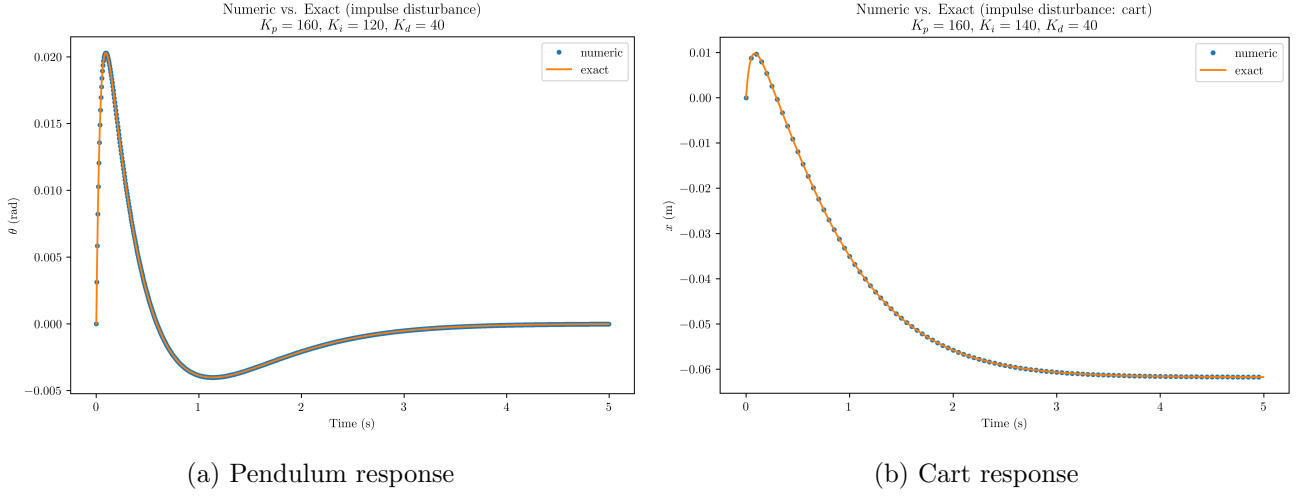 Numeric vs. Exact (impulse disturbance)
$K_p = 160$, $K_i = 120$, $K_d = 40$
numeric
exact
0.020
0.015
0.010
0.005
0.000
−0.005
θ (rad)
0 1 2 3 4 5
Time (s)
(a) Pendulum response
Numeric vs. Exact (impulse disturbance: cart)
$K_p = 160$, $K_i = 140$, $K_d = 40$
numeric
exact
0.01
0.00
−0.01
−0.02
−0.03
−0.04
−0.05
−0.06
x (m)
0 1 2 3 4 5
Time (s)
(b) Cart response